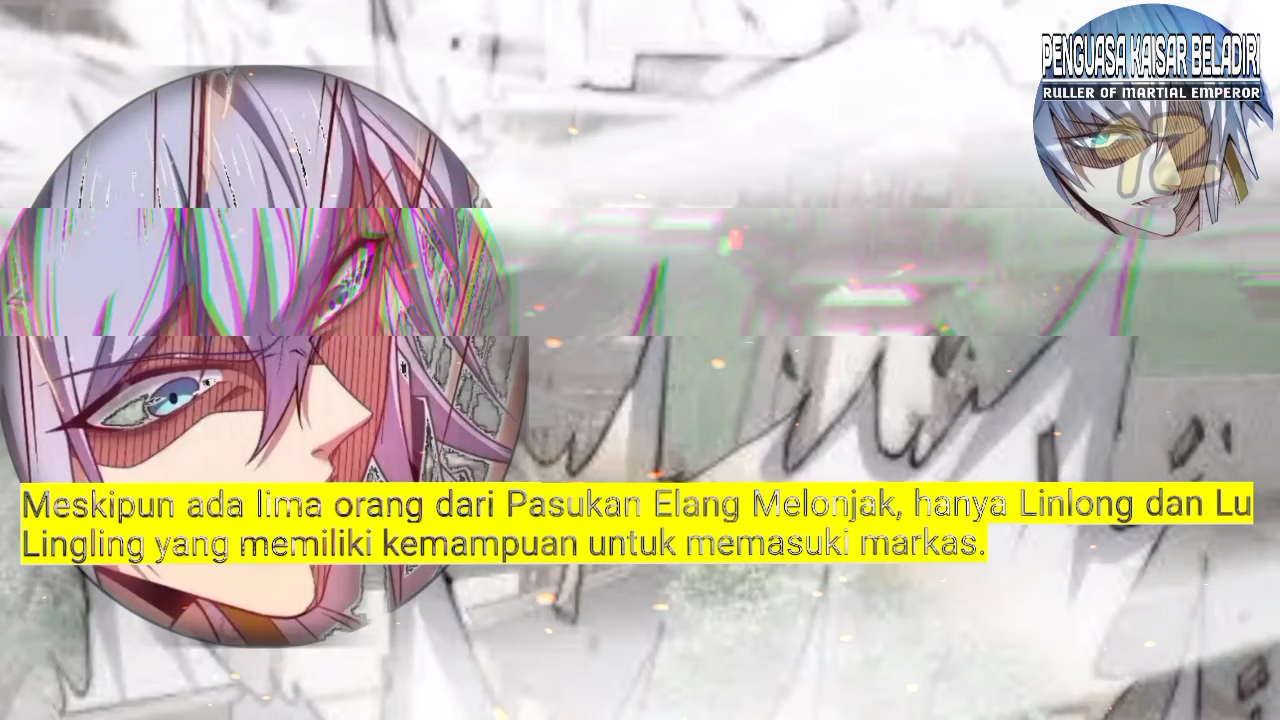 PENGUASA KAISAR BELADIRI
RULLER OF MARTIAL EMPEROR
Meskipun ada lima orang dari Pasukan Elang Melonjak, hanya Linlong dan Lu
Lingling yang memiliki kemampuan untuk memasuki markas.